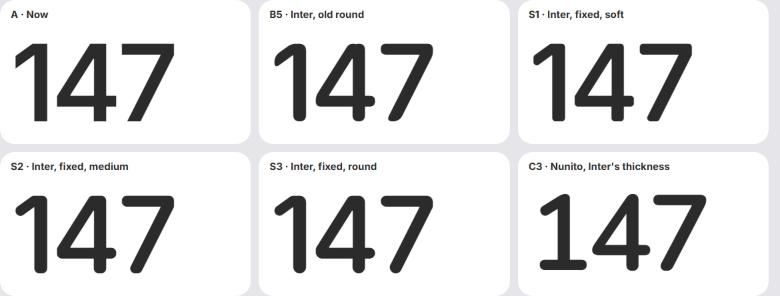 A · Now
147
B5 · Inter, old round
147
S1 · Inter, fixed, soft
147
S2 · Inter, fixed, medium
147
S3 · Inter, fixed, round
147
C3 · Nunito, Inter's thickness
147